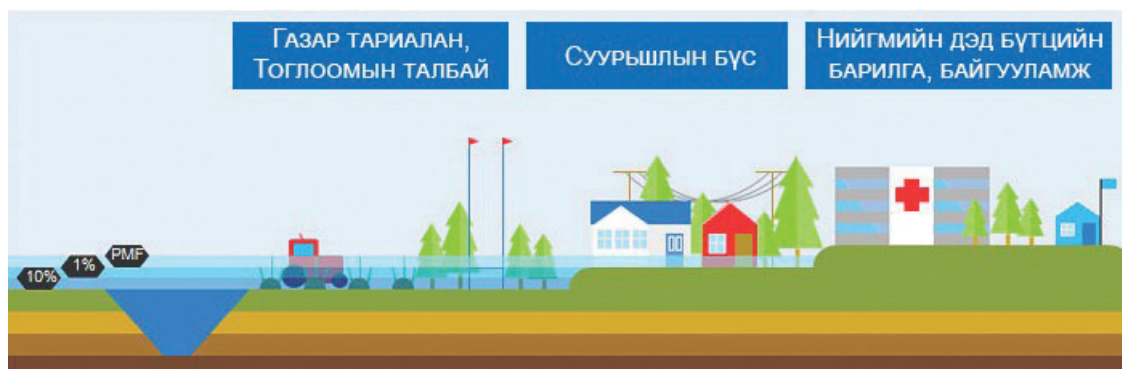 Газар тариалан,
Тоглоомын талбай
Суурьшлын бүс
Нийгмийн дэд бүтцийн
барилга, байгууламж
10%
1%
PMF